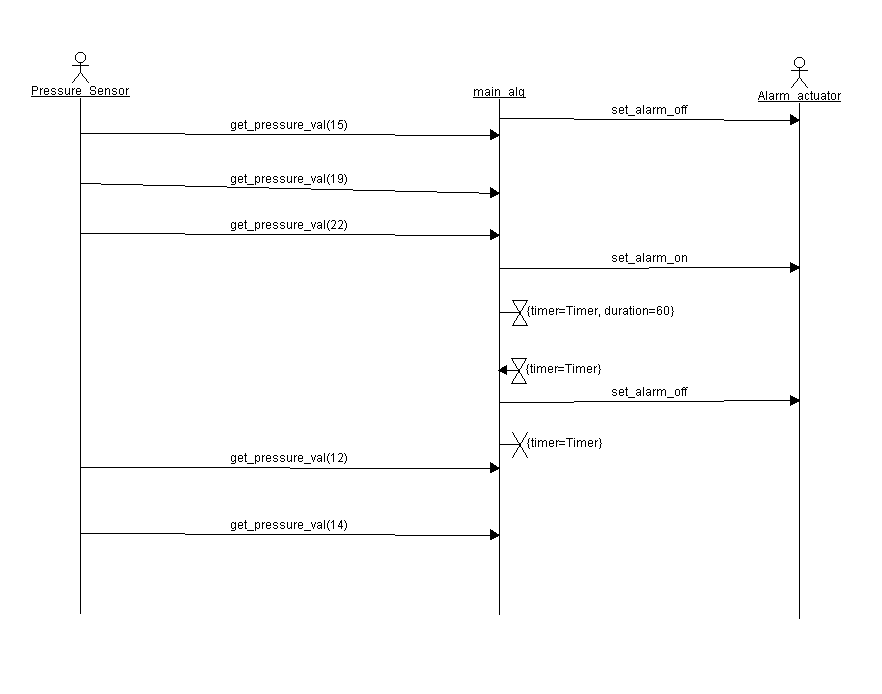 Pressure_Sensor
main_alg
Alarm_actuator
set_alarm_off
get_pressure_val(15)
get_pressure_val(19)
get_pressure_val(22)
set_alarm_on
{timer=Timer, duration=60}
{timer=Timer}
set_alarm_off
{timer=Timer}
get_pressure_val(12)
get_pressure_val(14)